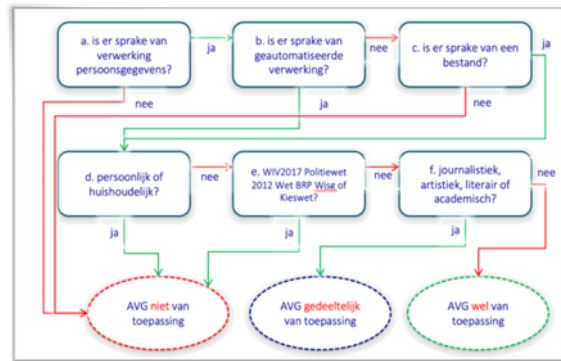 a. is er sprake van
verwerking
persoonsgegevens?
ja
b. is er sprake van
geautomatiseerde
verwerking?
nee
c. is er sprake van een
bestand?
ja
nee
ja
nee
d. persoonlijk of
huishoudelijk?
nee
e. WIV2017 Politiewet
2012 Wet BRP Wjsg of
Kieswet?
nee
f. journalistiek,
artistiek, literair of
academisch?
nee
ja
ja
ja
AVG niet van
toepassing
AVG gedeeltelijk
van toepassing
AVG wel van
toepassing